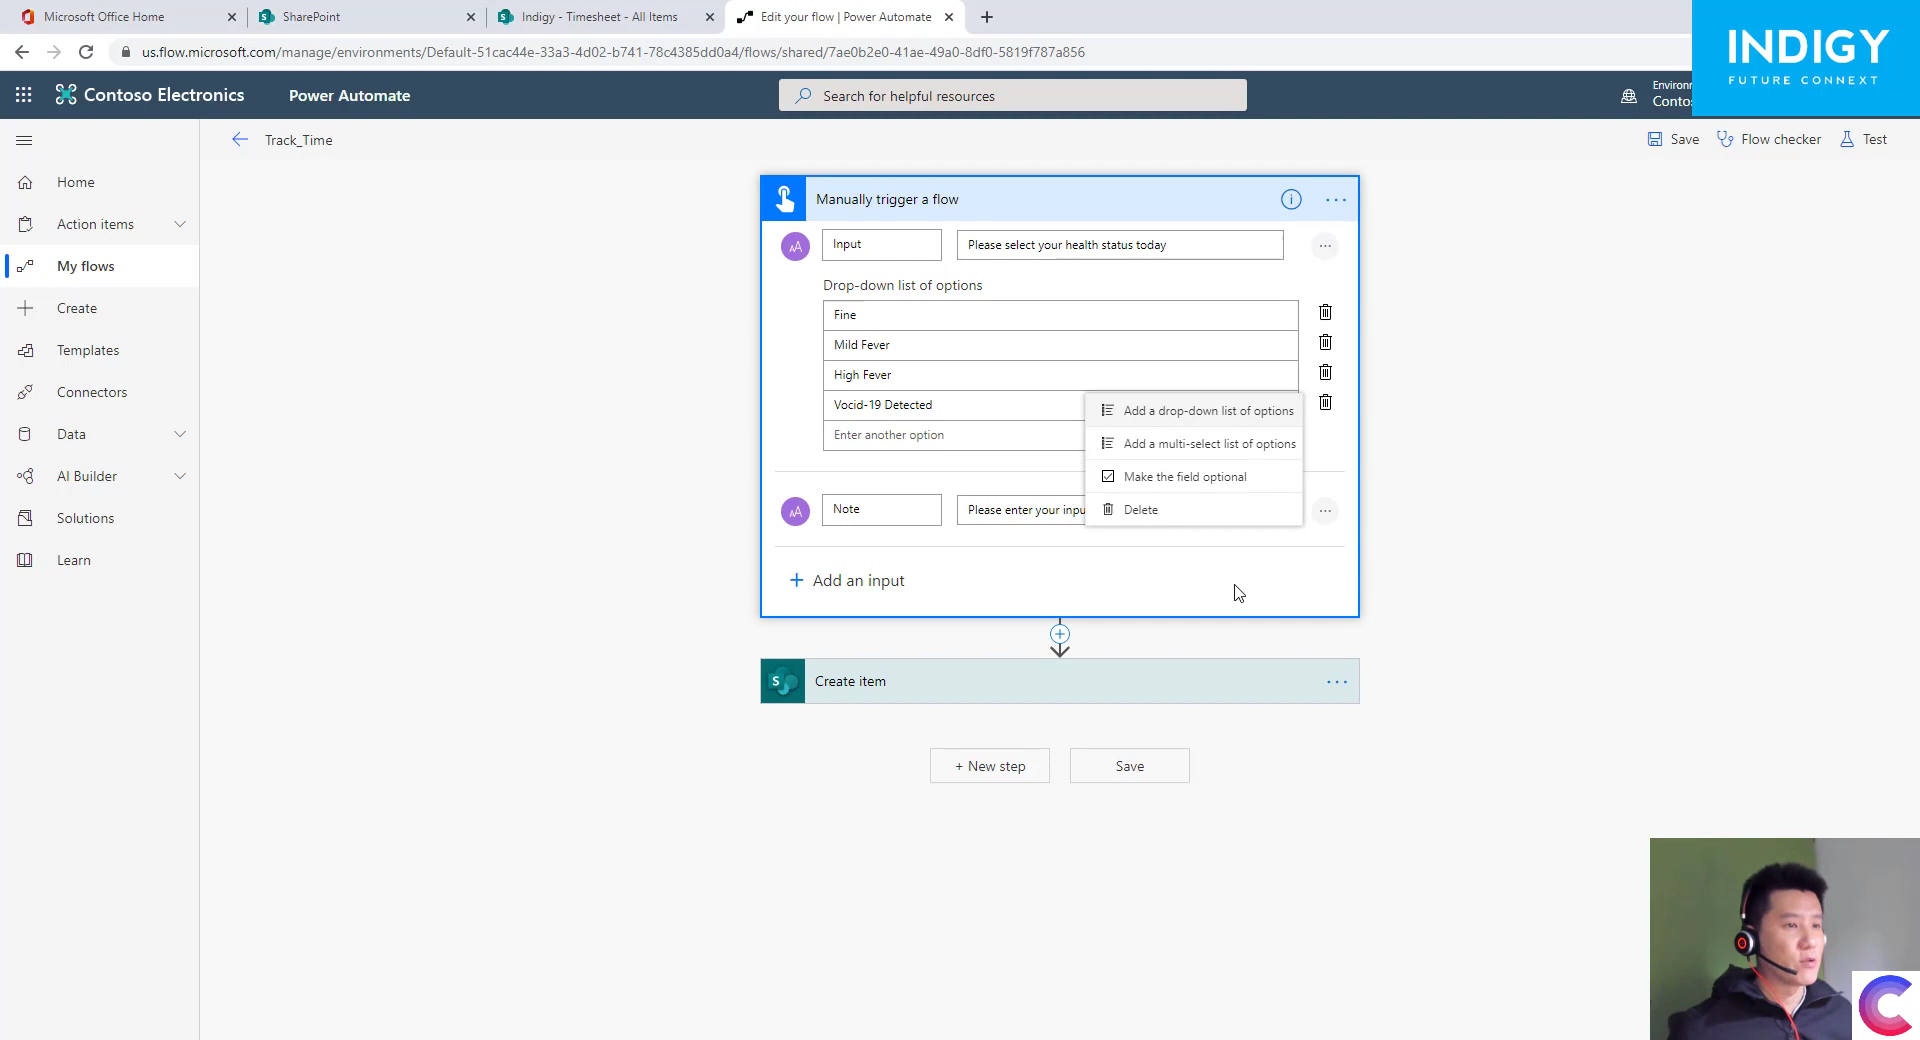 Microsoft Office Home
SharePoint
Indigy - Timesheet - All Items
Edit your flow | Power Automate
us.flow.microsoft.com/manage/environments/Default-51cac44e-33a3-4d02-b741-78c4385dd0a4/flows/shared/7ae0b2e0-41ae-49a0-8df0-5819f787a856
INDIGY
FUTURE CONNEXT
Contoso Electronics
Power Automate
Search for helpful resources
Track_Time
Save
Flow checker
Test
Home
Action items
My flows
Create
Templates
Connectors
Data
AI Builder
Solutions
Learn
Manually trigger a flow
Input
Please select your health status today
Drop-down list of options
Fine
Mild Fever
High Fever
Vocid-19 Detected
Enter another option
Add a drop-down list of options
Add a multi-select list of options
Make the field optional
Delete
Note
Please enter your
Add an input
Create item
+ New step
Save